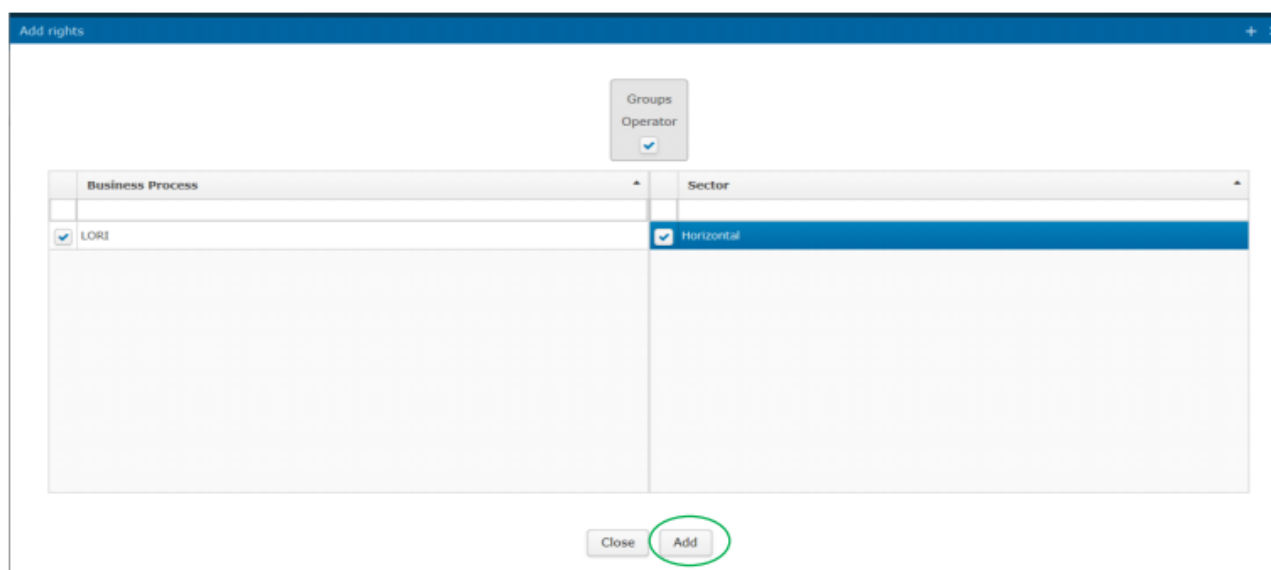 Add rights
Groups
Operator
Business Process
Sector
LORI
Horizontal
Close
Add